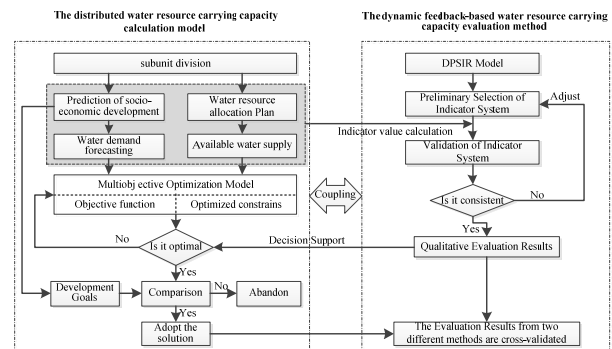 The distributed water resource carrying capacity
calculation model
The dynamic feedback-based water resource carrying
capacity evaluation method
subunit division
Prediction of socio-
economic development
Water resource
allocation Plan
Water demand
forecasting
Available water supply
Multiobj ective Optimization Model
Objective function
Optimized constrains
No
Is it optimal
Yes
Development
Goals
Comparison
No
Abandon
Yes
Adopt the
solution
Coupling
Decision Support
Indicator value calculation
DPSIR Model
Preliminary Selection of
Indicator System
Adjust
Validation of Indicator
System
Is it consistent
No
Yes
Qualitative Evaluation Results
The Evaluation Results from two
different methods are cross-validated